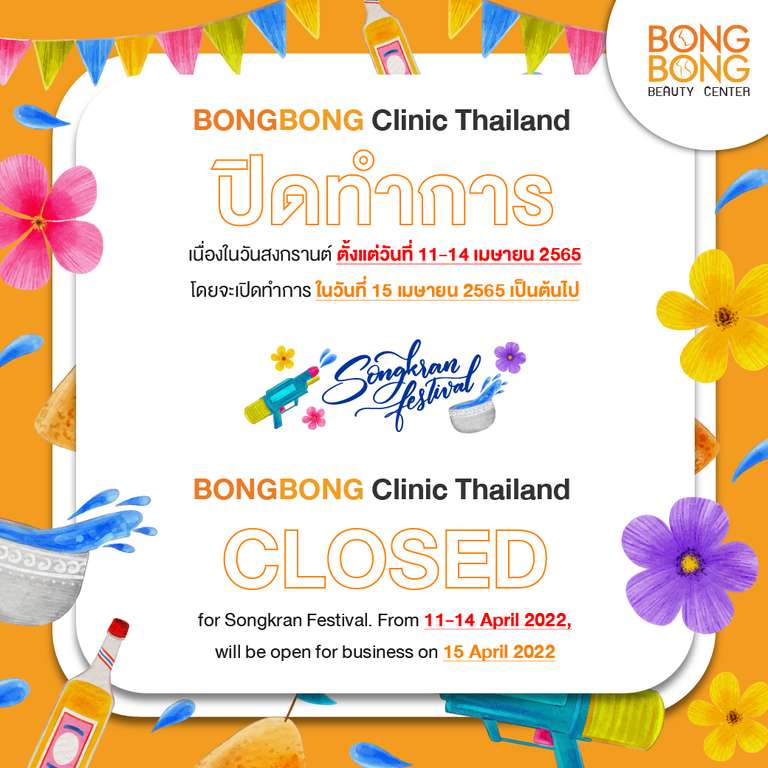 BONG
BONG
BEAUTY CENTER
BONGBONG Clinic Thailand
ปิดทำการ
เนื่องในวันสงกรานต์ ตั้งแต่วันที่ 11-14 เมษายน 2565
โดยจะเปิดทำการ ในวันที่ 15 เมษายน 2565 เป็นต้นไป
Songkran
festival
BONGBONG Clinic Thailand
CLOSED
for Songkran Festival. From 11-14 April 2022,
will be open for business on 15 April 2022